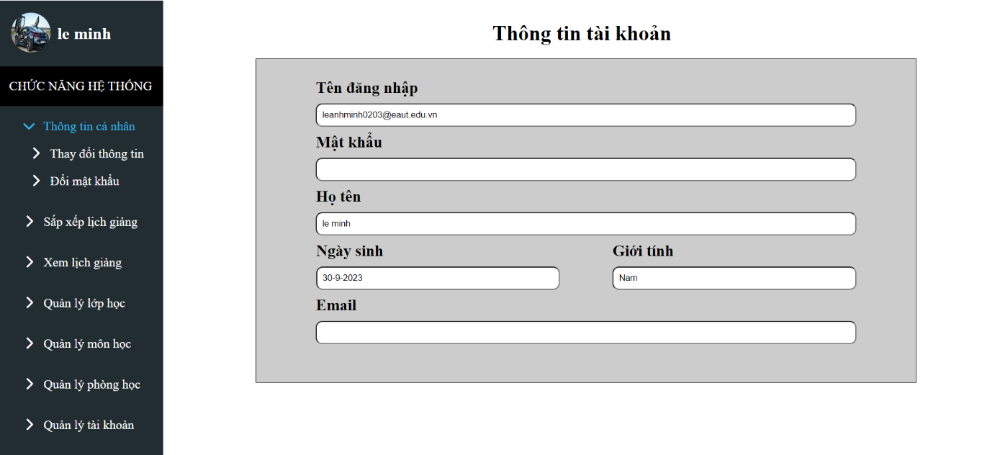 le minh
CHỨC NĂNG HỆ THỐNG
Thông tin cá nhân
Thay đổi thông tin
Đổi mật khẩu
Sắp xếp lịch giảng
Xem lịch giảng
Quản lý lớp học
Quản lý môn học
Quản lý phòng học
Quản lý tài khoản
Thông tin tài khoản
Tên đăng nhập
leanhminh0203@eaut.edu.vn
Mật khẩu
Họ tên
le minh
Ngày sinh Giới tính
30-9-2023 Nam
Email